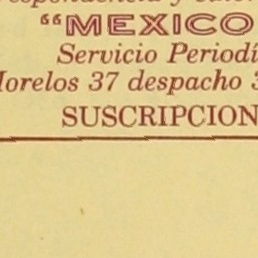 y
“MEXICO
Servicio Periodí
orelos 37 despacho 3
SUSCRIPCION